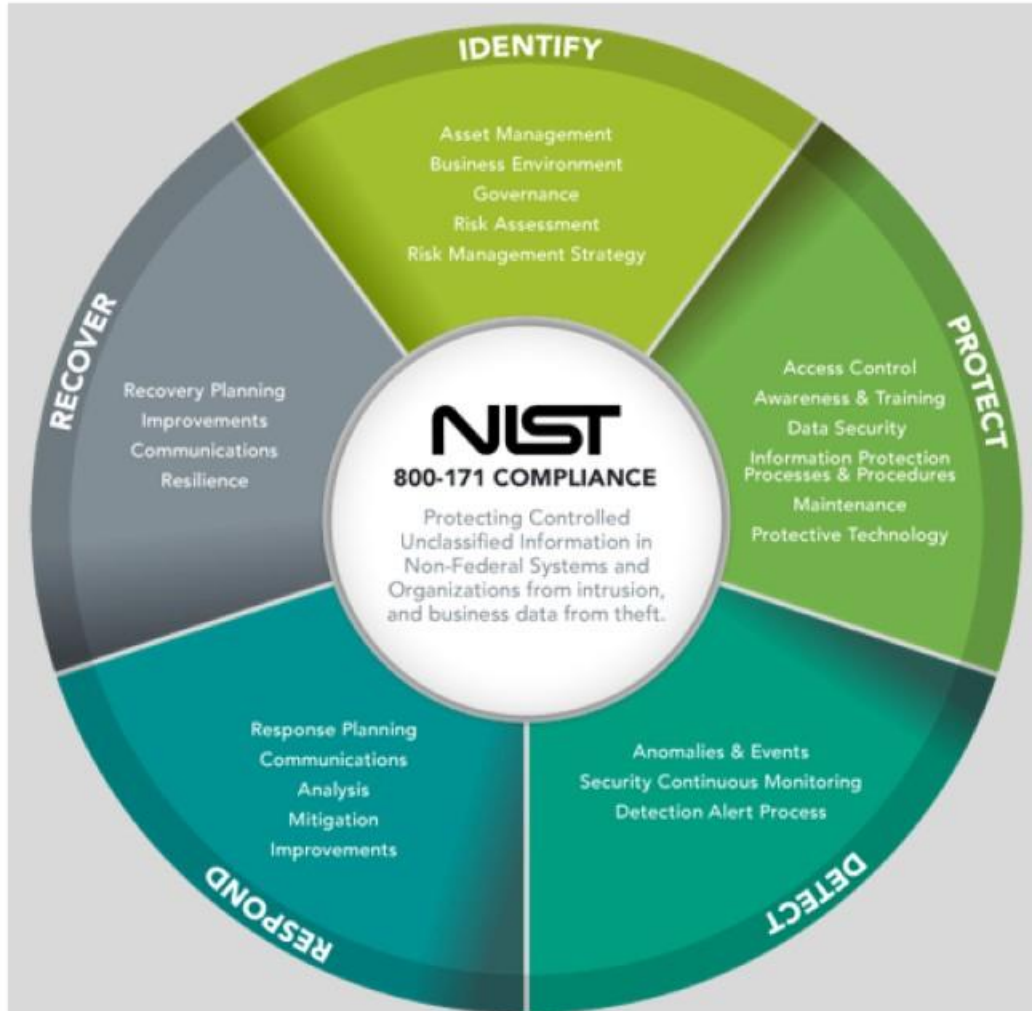 IDENTIFY
Asset Management
Business Environment
Governance
Risk Assessment
Risk Management Strategy
PROTECT
Access Control
Awareness & Training
Data Security
Information Protection
Processes & Procedures
Maintenance
Protective Technology
DETECT
Anomalies & Events
Security Continuous Monitoring
Detection Alert Process
RESPOND
Response Planning
Communications
Analysis
Mitigation
Improvements
RECOVER
Recovery Planning
Improvements
Communications
Resilience
NIST
800-171 COMPLIANCE
Protecting Controlled
Unclassified Information in
Non-Federal Systems and
Organizations from intrusion,
and business data from theft.